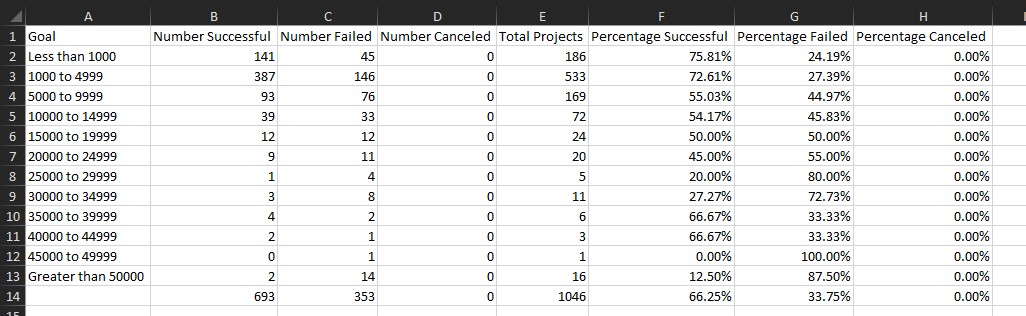 A B C D E F G H
1 Goal Number Successful Number Failed Number Canceled Total Projects Percentage Successful Percentage Failed Percentage Canceled
2 Less than 1000 141 45 0 186 75.81% 24.19% 0.00%
3 1000 to 4999 387 146 0 533 72.61% 27.39% 0.00%
4 5000 to 9999 93 76 0 169 55.03% 44.97% 0.00%
5 10000 to 14999 39 33 0 72 54.17% 45.83% 0.00%
6 15000 to 19999 12 12 0 24 50.00% 50.00% 0.00%
7 20000 to 24999 9 11 0 20 45.00% 55.00% 0.00%
8 25000 to 29999 1 4 0 5 20.00% 80.00% 0.00%
9 30000 to 34999 3 8 0 11 27.27% 72.73% 0.00%
10 35000 to 39999 4 2 0 6 66.67% 33.33% 0.00%
11 40000 to 44999 2 1 0 3 66.67% 33.33% 0.00%
12 45000 to 49999 0 1 0 1 0.00% 100.00% 0.00%
13 Greater than 50000 2 14 0 16 12.50% 87.50% 0.00%
14 693 353 0 1046 66.25% 33.75% 0.00%